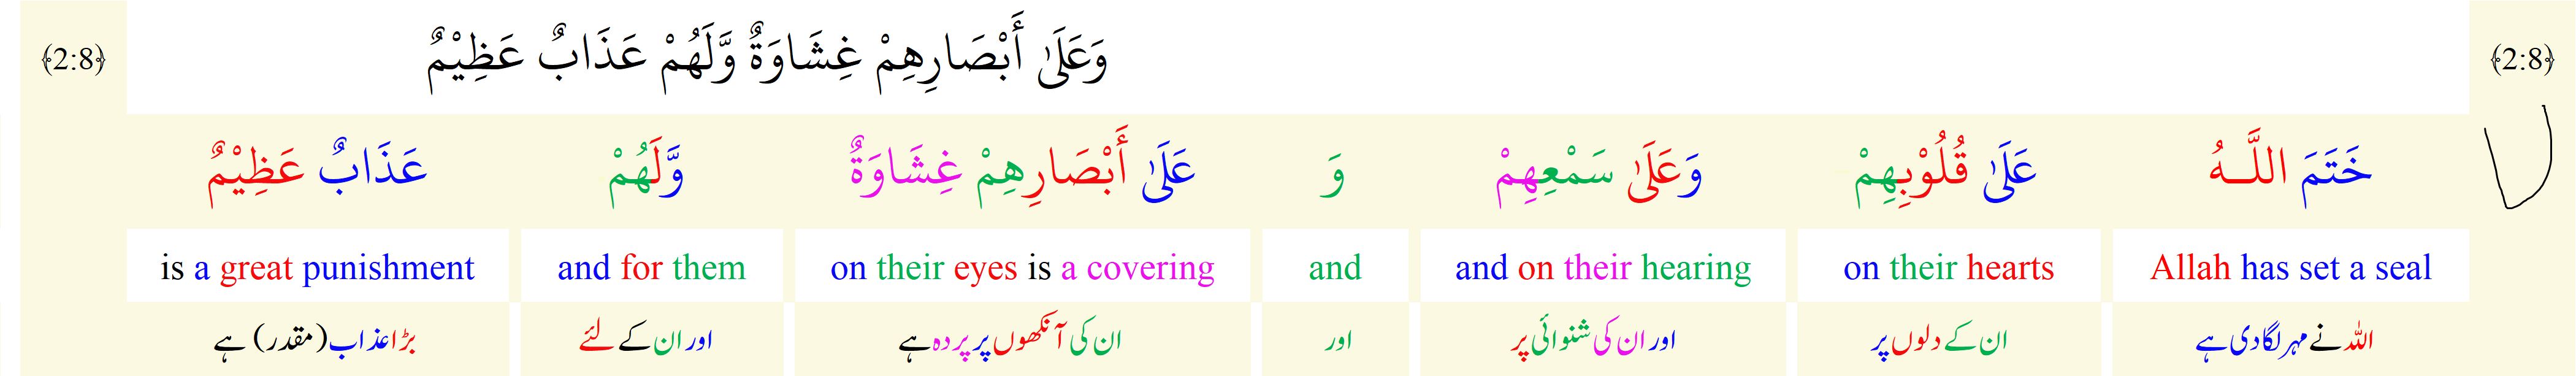 ﴿2:8﴾ وَعَلَىٰ أَبْصَارِهِمْ غِشَاوَةٌ وَّلَهُمْ عَذَابٌ عَظِيْمٌ ﴿2:8﴾
خَتَمَ اللَّـهُ عَلَىٰ قُلُوْبِهِمْ وَعَلَىٰ سَمْعِهِمْ وَ عَلَىٰ أَبْصَارِهِمْ غِشَاوَةٌ وَّلَهُمْ عَذَابٌ عَظِيْمٌ
Allah has set a seal on their hearts and on their hearing and on their eyes is a covering and for them is a great punishment
اللہ نے مہر لگا دی ہے ان کے دلوں پر اور ان کی شنوائی پر اور ان کی آنکھوں پر پردہ ہے اور ان کے لئے بڑا عذاب (مقدر) ہے